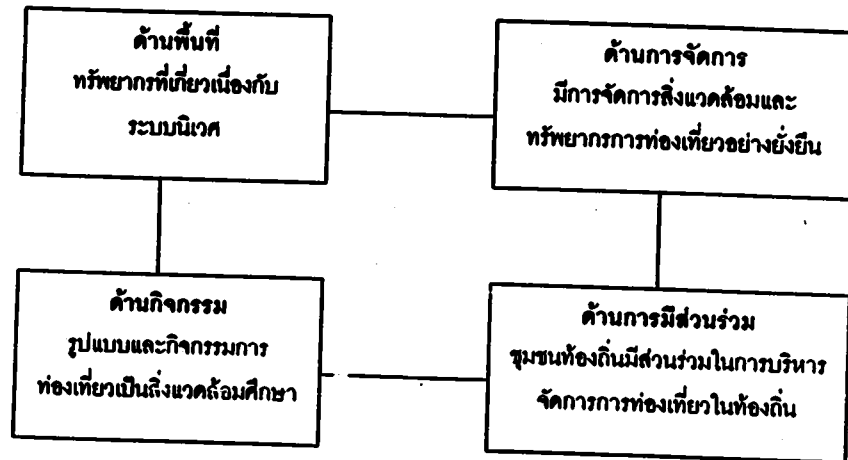 ด้านพื้นที่
ทรัพยากรที่เกี่ยวเนื่องกับ
ระบบนิเวศ
ด้านการจัดการ
มีการจัดการสิ่งแวดล้อมและ
ทรัพยากรการท่องเที่ยวอย่างยั่งยืน
ด้านกิจกรรม
รูปแบบและกิจกรรมการ
ท่องเที่ยวเป็นสิ่งแวดล้อมศึกษา
ด้านการมีส่วนร่วม
ชุมชนท้องถิ่นมีส่วนร่วมในการบริหาร
จัดการการท่องเที่ยวในท้องถิ่น